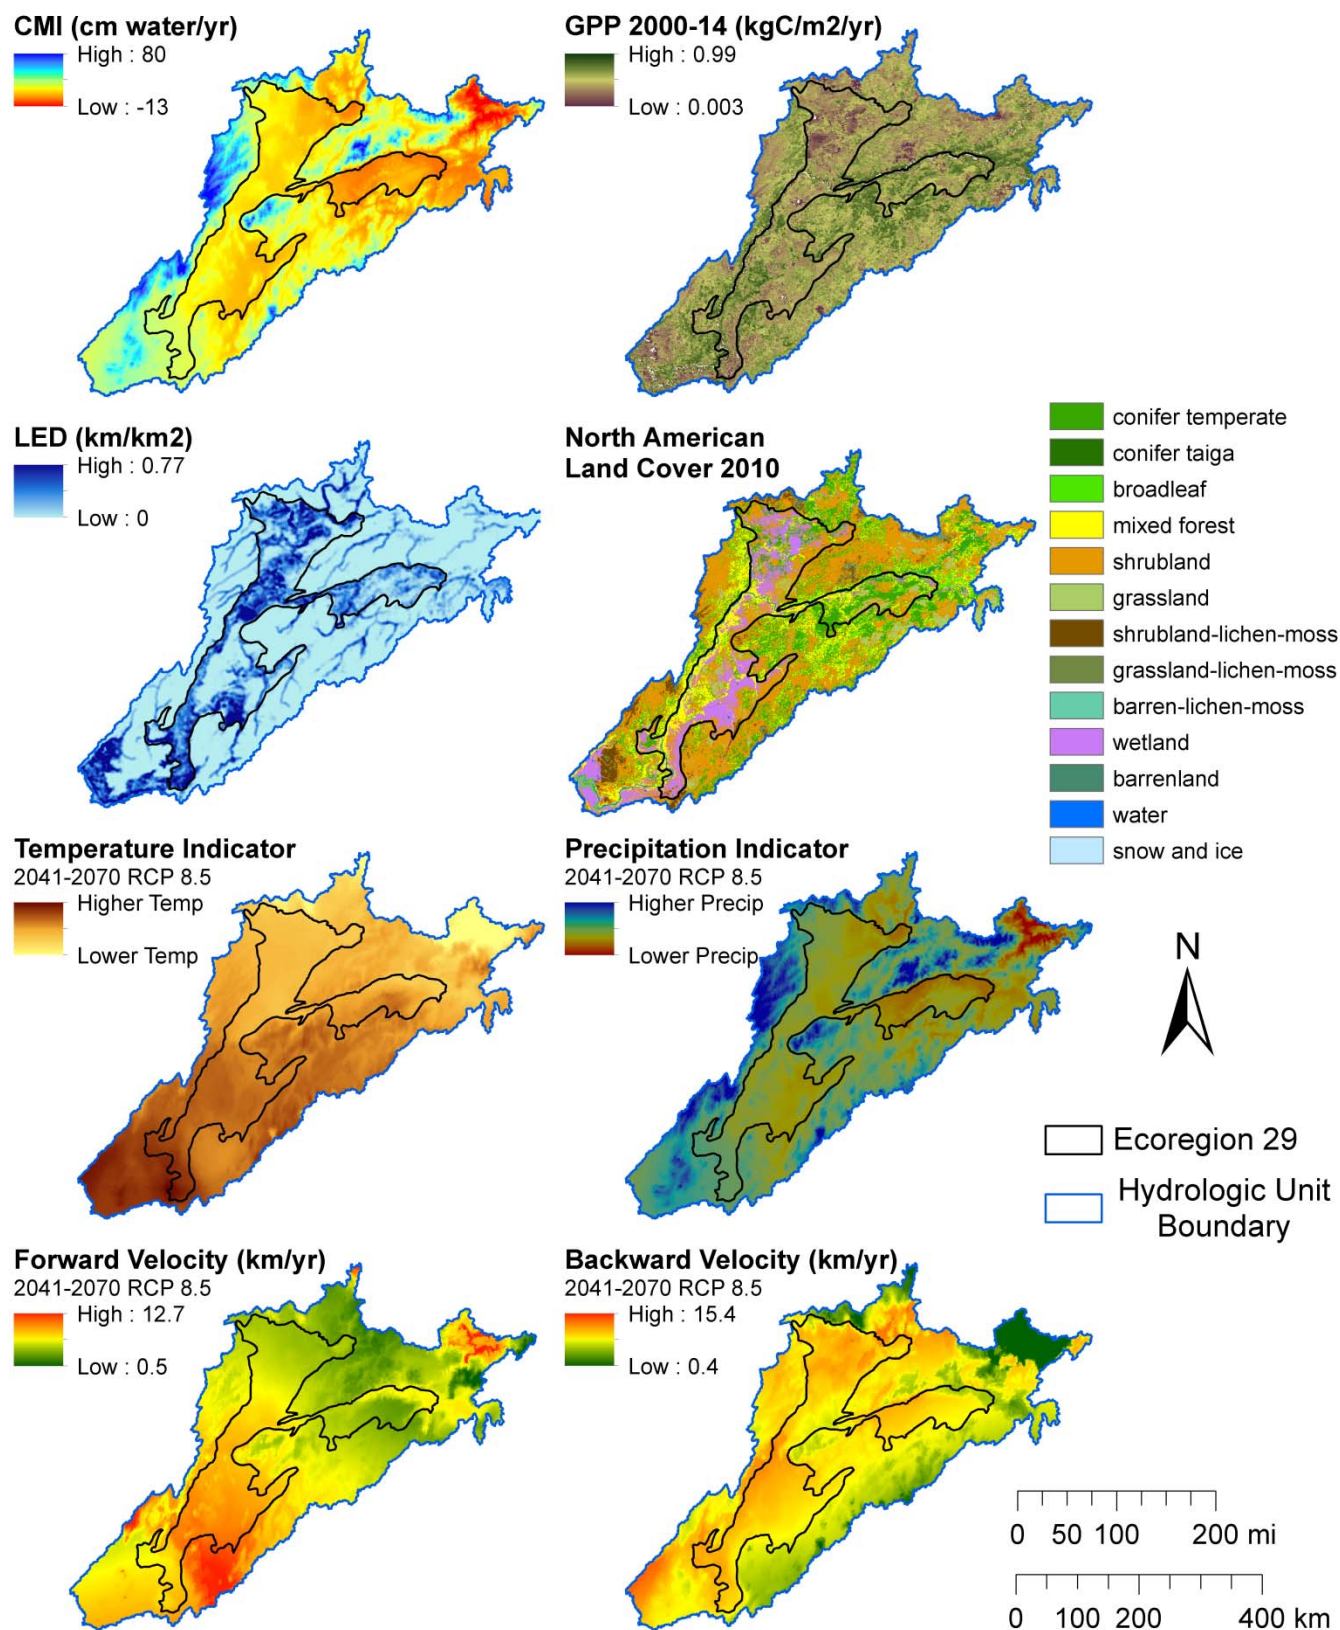 CMI (cm water/yr)
High : 80
Low : -13
GPP 2000-14 (kgC/m2/yr)
High : 0.99
Low : 0.003
LED (km/km2)
High : 0.77
Low : 0
North American
Land Cover 2010
conifer temperate
conifer taiga
broadleaf
mixed forest
shrubland
grassland
shrubland-lichen-moss
grassland-lichen-moss
barren-lichen-moss
wetland
barrenland
water
snow and ice
Temperature Indicator
2041-2070 RCP 8.5
Higher Temp
Lower Temp
Precipitation Indicator
2041-2070 RCP 8.5
Higher Precip
Lower Precip
N
Ecoregion 29
Hydrologic Unit
Boundary
Forward Velocity (km/yr)
2041-2070 RCP 8.5
High : 12.7
Low : 0.5
Backward Velocity (km/yr)
2041-2070 RCP 8.5
High : 15.4
Low : 0.4
0 50 100 200 mi
0 100 200 400 km